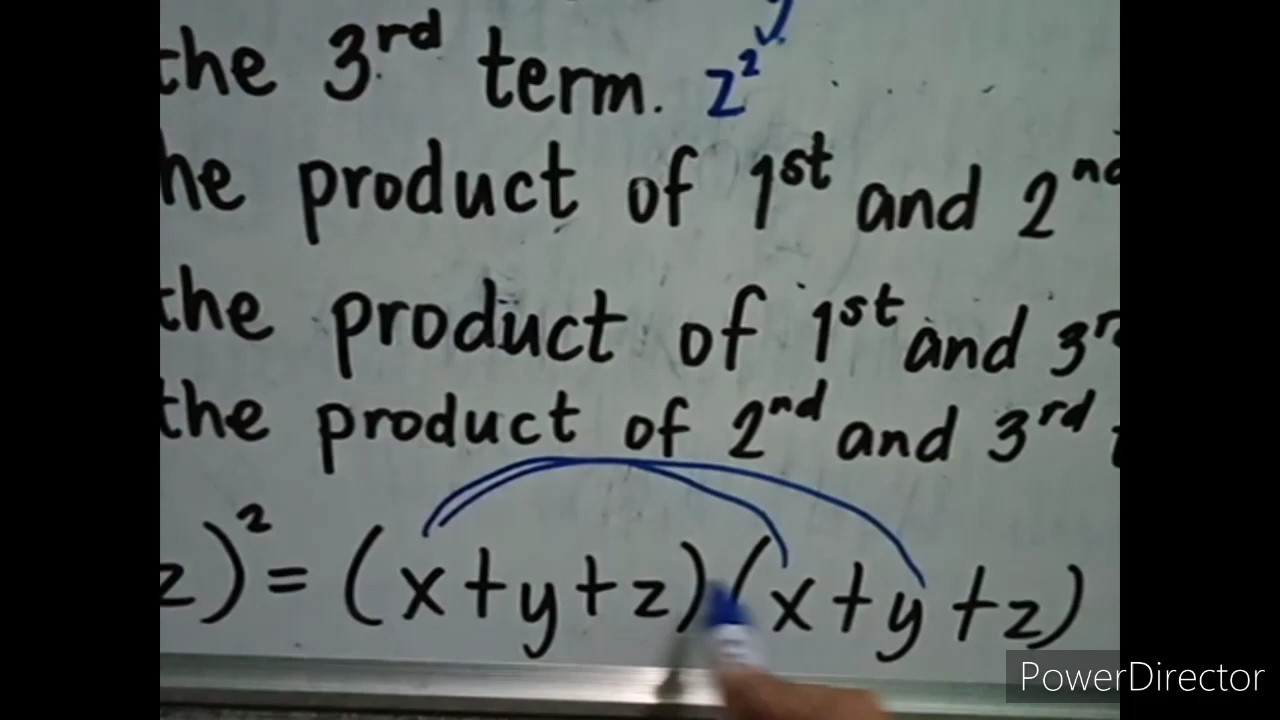 the 3rd term. z²
he product of 1st and 2nd
the product of 1st and 3r
the product of 2nd and 3rd
z)² = (x+y+z)(x+y+z)
PowerDirector